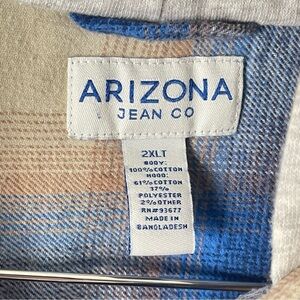 ARIZONA
JEAN CO
2XLT
BODY:
100% COTTON
HOOD:
61% COTTON
37%
POLYESTER
2% OTHER
RN#93677
MADE IN
BANGLADESH